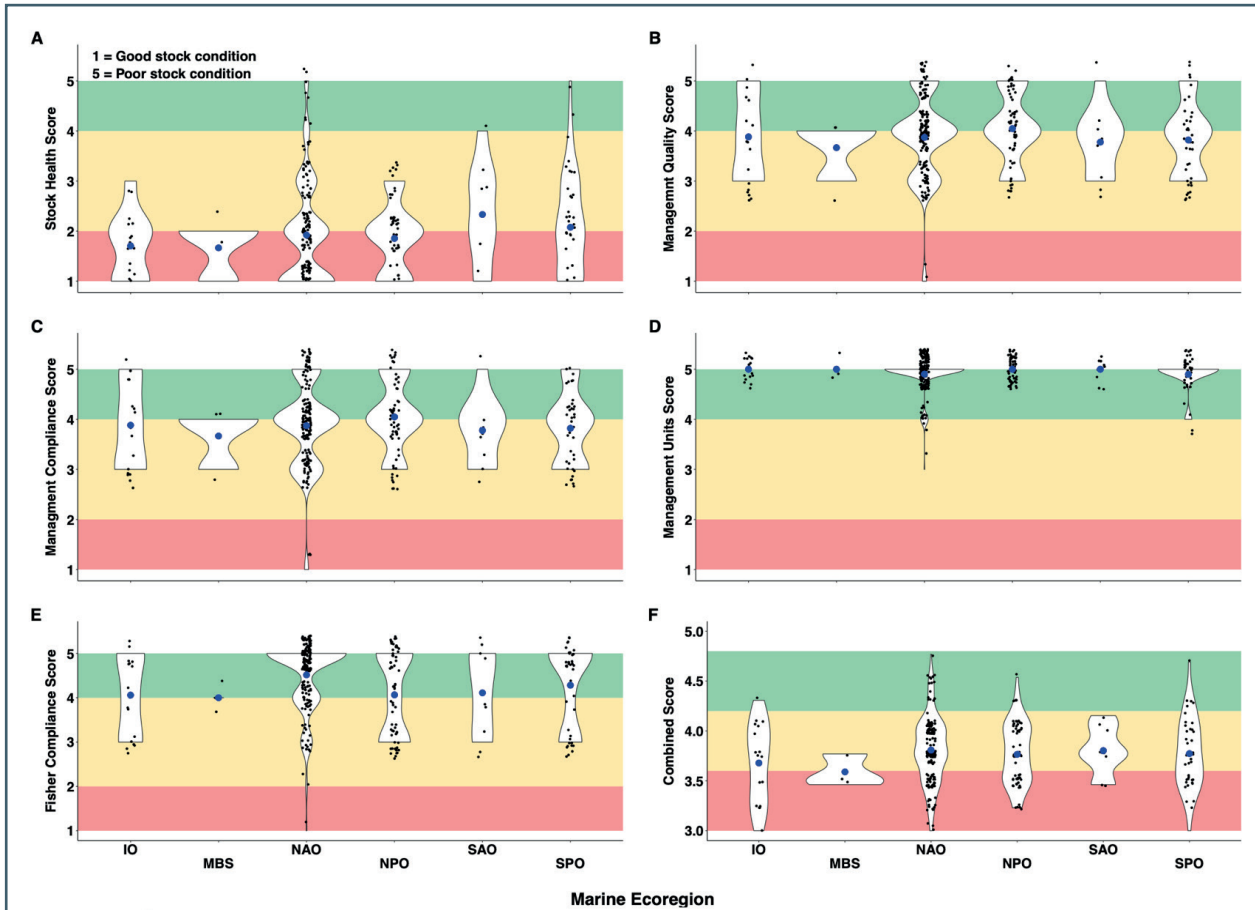 A
1 = Good stock condition
5 = Poor stock condition
Stock Health Score
5
4
3
2
1
B
Managemnt Quality Score
5
4
3
2
1
C
Managment Compliance Score
5
4
3
2
1
D
Management Units Score
5
4
3
2
1
E
Fisher Compliance Score
5
4
3
2
1
IO
MBS
NAO
NPO
SAO
SPO
F
Combined Score
5.0
4.5
4.0
3.5
3.0
IO
MBS
NAO
NPO
SAO
SPO
Marine Ecoregion